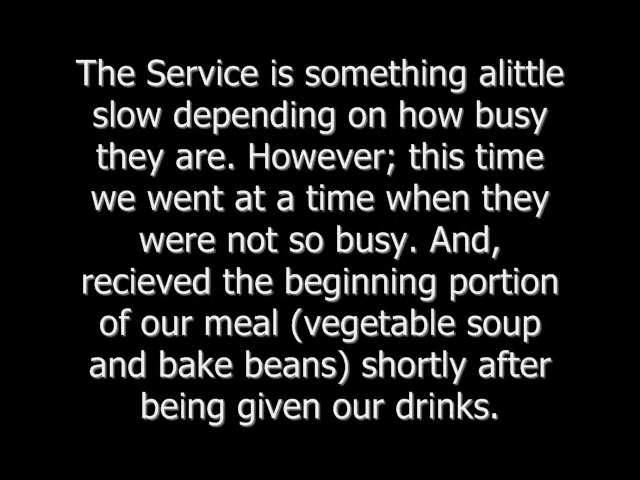 The Service is something alittle
slow depending on how busy
they are. However; this time
we went at a time when they
were not so busy. And,
recieved the beginning portion
of our meal (vegetable soup
and bake beans) shortly after
being given our drinks.